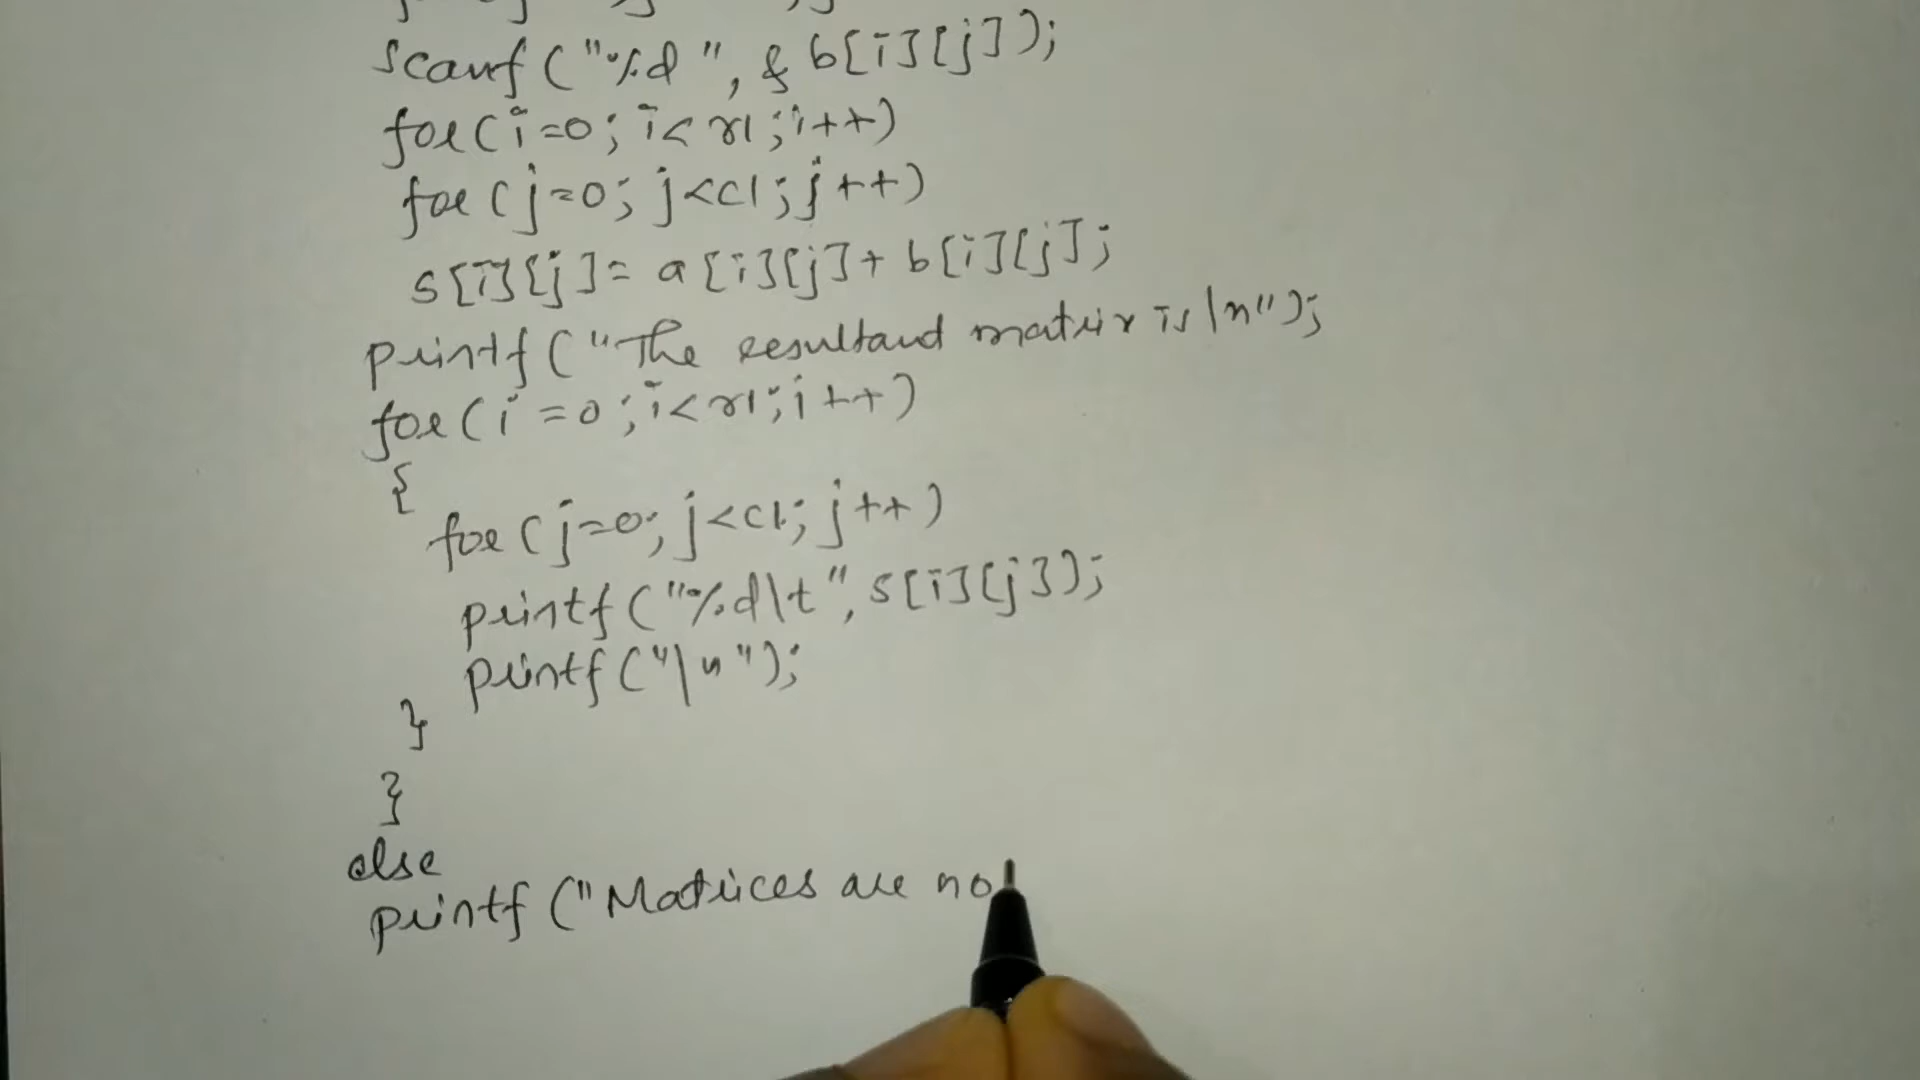 scanf("%d", &b[i][j]);
for(i=0; i<r1; i++)
for(j=0; j<c1; j++)
s[i][j]= a[i][j]+ b[i][j];
printf("The resultand matrix is \n");
for(i=0; i<r1; i++)
{
for(j=0; j<c1; j++)
printf("%d\t", s[i][j]);
printf("\n");
}
}
else
printf("Matrices are no